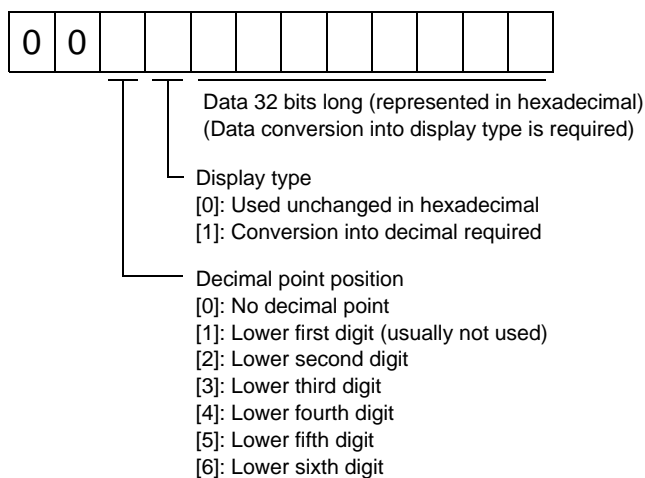 0 0
Data 32 bits long (represented in hexadecimal)
(Data conversion into display type is required)
Display type
[0]: Used unchanged in hexadecimal
[1]: Conversion into decimal required
Decimal point position
[0]: No decimal point
[1]: Lower first digit (usually not used)
[2]: Lower second digit
[3]: Lower third digit
[4]: Lower fourth digit
[5]: Lower fifth digit
[6]: Lower sixth digit